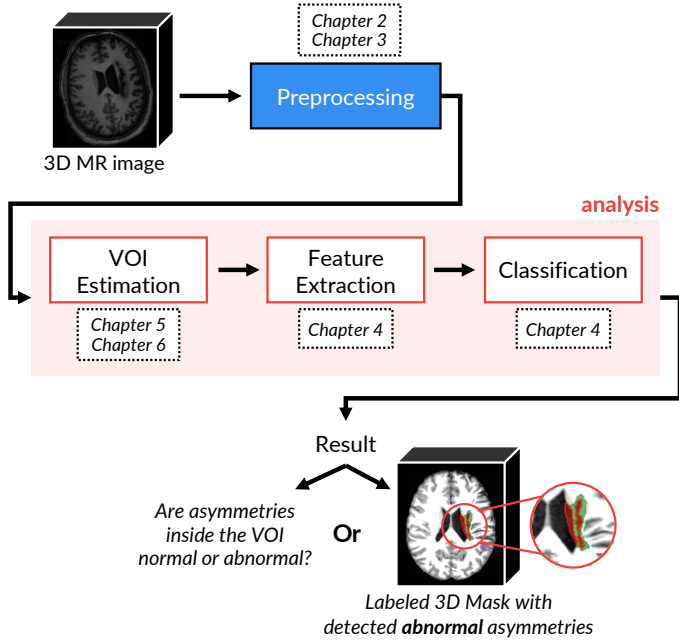 Chapter 2
Chapter 3
Preprocessing
3D MR image
analysis
VOI
Estimation
Feature
Extraction
Classification
Chapter 5
Chapter 6
Chapter 4
Chapter 4
Result
Are asymmetries
inside the VOI
normal or abnormal?
Or
Labeled 3D Mask with
detected abnormal asymmetries